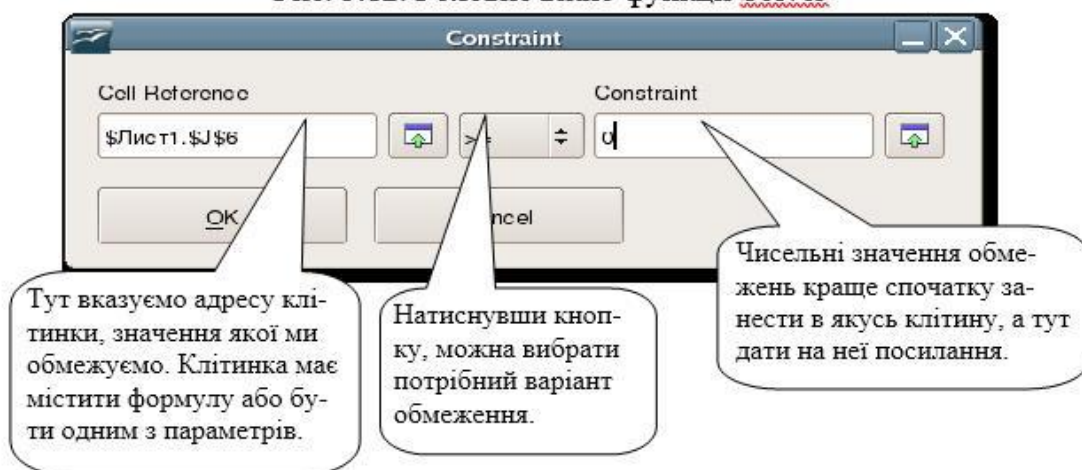 Constraint
Cell Reference
Constraint
$Лист1.$J$6
0
OK
Тут вказуємо адресу клі-
тинки, значення якої ми
обмежуємо. Клітинка має
містити формулу або бу-
ти одним з параметрів.
Натиснувши кноп-
ку, можна вибрати
потрібний варіант
обмеження.
Чисельні значення обме-
жень краще спочатку за-
нести в якусь клітину, а тут
дати на неї посилання.